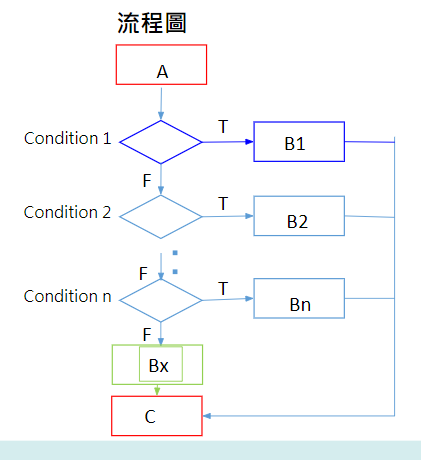 流程圖
A
Condition 1
T
B1
F
Condition 2
T
B2
F
Condition n
T
Bn
F
Bx
C